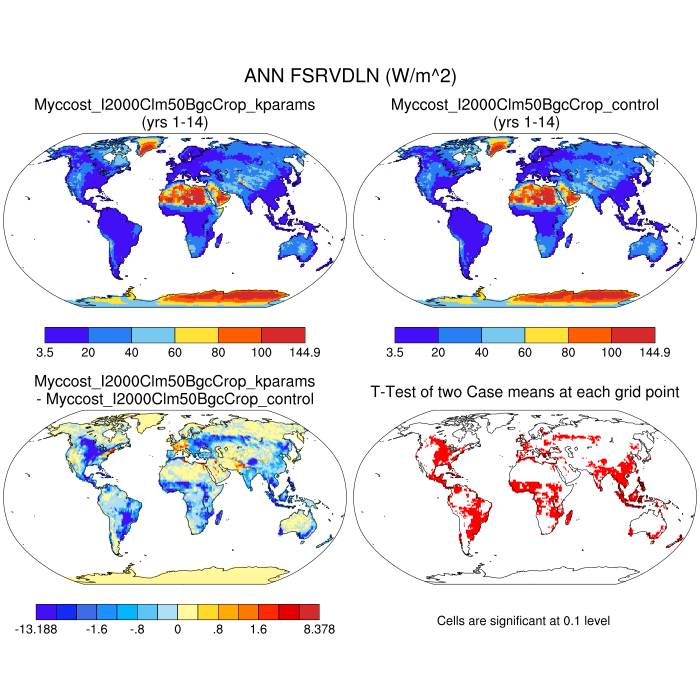 ANN FSRVDLN (W/m^2)
Myccost_I2000Clm50BgcCrop_kparams
(yrs 1-14)
Myccost_I2000Clm50BgcCrop_control
(yrs 1-14)
3.5 20 40 60 80 100 144.9
3.5 20 40 60 80 100 144.9
Myccost_I2000Clm50BgcCrop_kparams
- Myccost_I2000Clm50BgcCrop_control
T-Test of two Case means at each grid point
-13.188 -1.6 -.8 0 .8 1.6 8.378
Cells are significant at 0.1 level